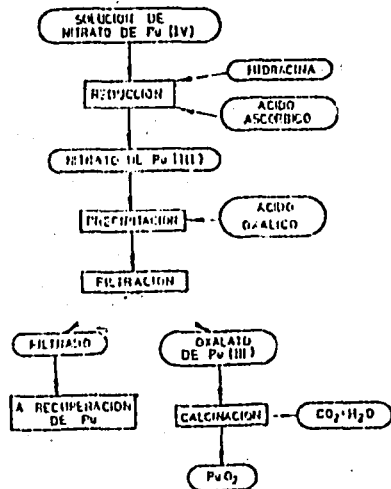 SOLUCION DE
NITRATO DE Pu (IV)
HIDRACINA
REDUCCION
ACIDO
ASCORBICO
NITRATO DE Pu (III)
PRECIPITACION
ACIDO
OXALICO
FILTRACION
FILTRADO
OXALATO
DE Pu (III)
A RECUPERACION
DE Pu
CALCINACION
CO₂+H₂O
PuO₂